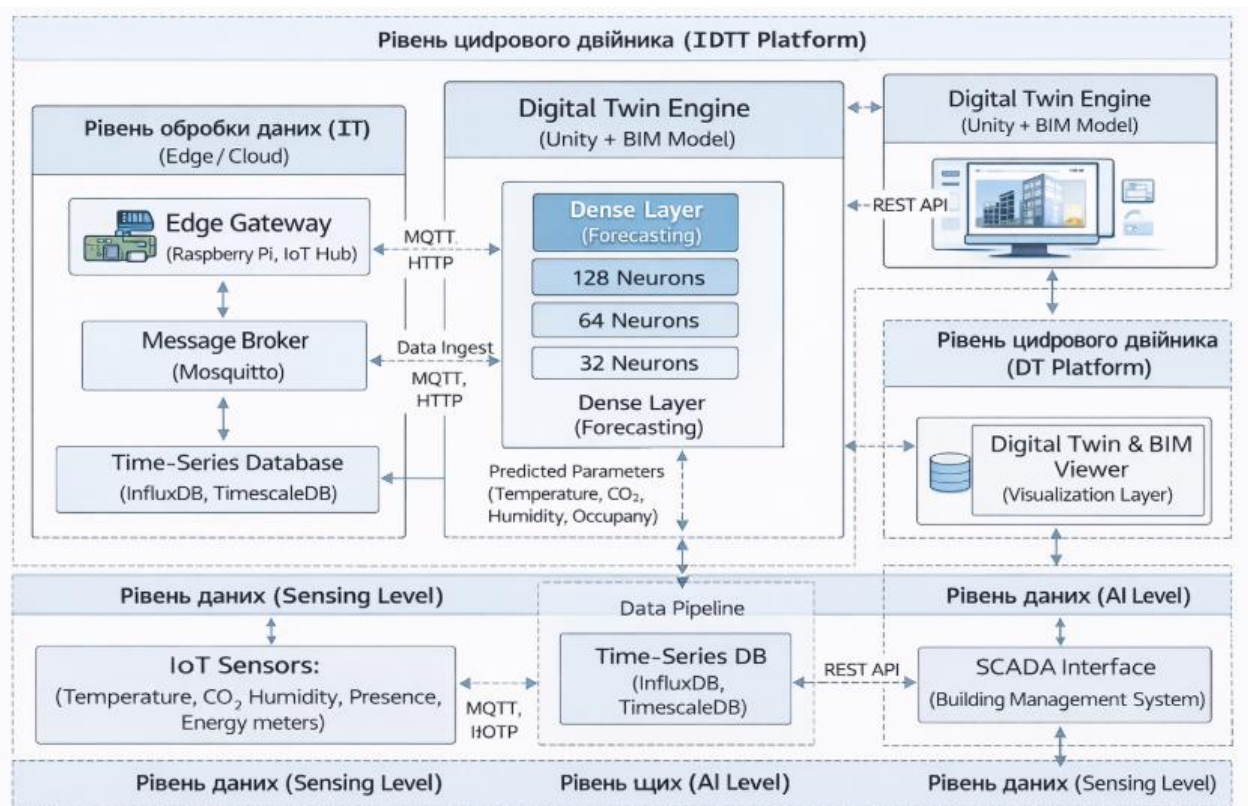 Рівень циdрового двійника (IDTT Platform)
Рівень обробки даних (IT)
(Edge / Cloud)
Edge Gateway
(Raspberry Pi, IoT Hub)
Message Broker
(Mosquitto)
Time-Series Database
(InfluxDB, TimescaleDB)
MQTT.
HTTP
Data Ingest
MQTT,
HTTP
Digital Twin Engine
(Unity + BIM Model)
Dense Layer
(Forecasting)
128 Neurons
64 Neurons
32 Neurons
Dense Layer
(Forecasting)
Predicted Parameters
(Temperature, CO₂,
Humidity, Occupany)
Digital Twin Engine
(Unity + BIM Model)
REST API
Рівень циdрового двійника
(DT Platform)
Digital Twin & BIM
Viewer
(Visualization Layer)
Рівень даних (Sensing Level)
IoT Sensors:
(Temperature, CO₂ Humidity, Presence,
Energy meters)
MQTT,
Data Pipeline
Time-Series DB
(InfluxDB,
TimescaleDB)
REST API
Рівень даних (AI Level)
SCADA Interface
(Building Management System)
Рівень даних (Sensing Level)
Рівень щих (AI Level)
Рівень даних (Sensing Level)